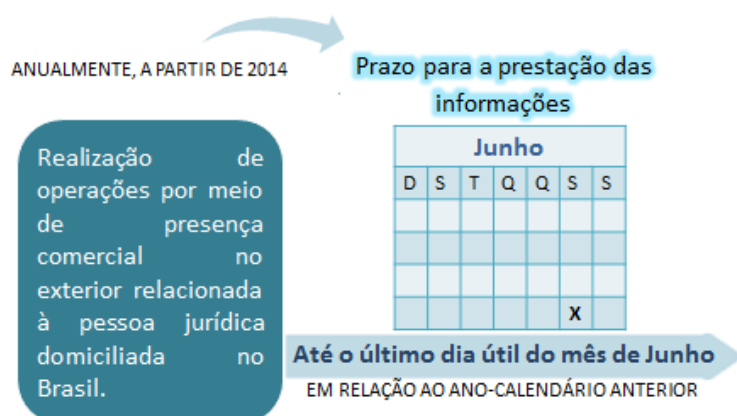 ANUALMENTE, A PARTIR DE 2014
Prazo para a prestação das
informações
Realização de
operações por meio
de presença
comercial no
exterior relacionada
à pessoa jurídica
domiciliada no
Brasil.
Junho
D S T Q Q S S
X
Até o último dia útil do mês de Junho
EM RELAÇÃO AO ANO-CALENDÁRIO ANTERIOR